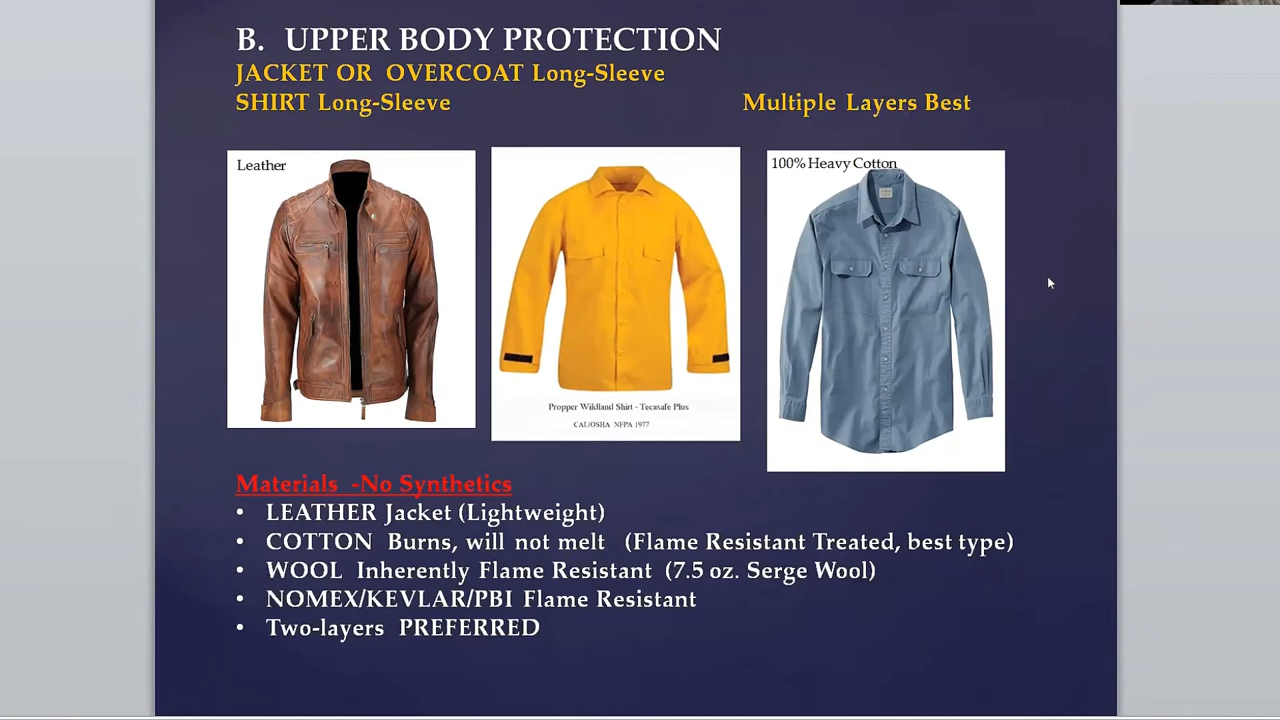 B. UPPER BODY PROTECTION
JACKET OR OVERCOAT Long-Sleeve
SHIRT Long-Sleeve
Multiple Layers Best
Leather
Propper Wildland Shirt - Tecasafe Plus
CAL/OSHA NFPA 1977
100% Heavy Cotton
Materials -No Synthetics
• LEATHER Jacket (Lightweight)
• COTTON Burns, will not melt (Flame Resistant Treated, best type)
• WOOL Inherently Flame Resistant (7.5 oz. Serge Wool)
• NOMEX/KEVLAR/PBI Flame Resistant
• Two-layers PREFERRED